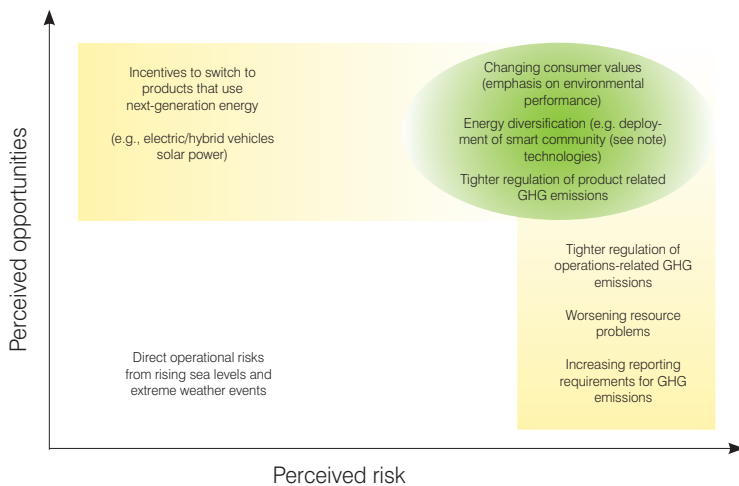 Perceived opportunities
Incentives to switch to
products that use
next-generation energy
(e.g., electric/hybrid vehicles
solar power)
Changing consumer values
(emphasis on environmental
performance)
Energy diversification (e.g. deploy-
ment of smart community (see note)
technologies)
Tighter regulation of product related
GHG emissions
Tighter regulation of
operations-related GHG
emissions
Worsening resource
problems
Increasing reporting
requirements for GHG
emissions
Direct operational risks
from rising sea levels and
extreme weather events
Perceived risk